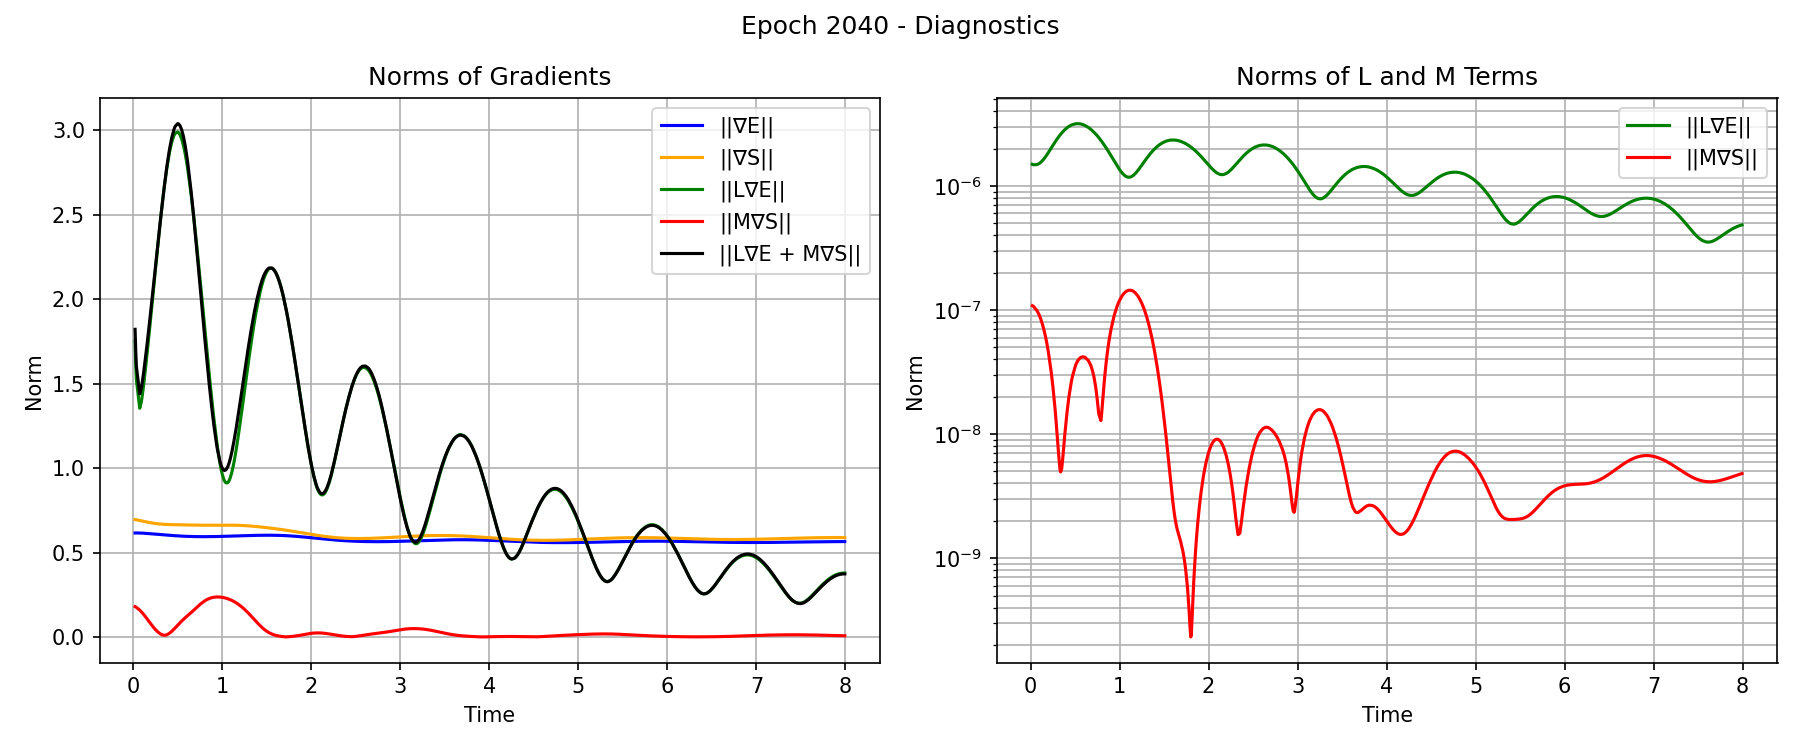 Epoch 2040 - Diagnostics
Norms of Gradients
Norm
3.0
2.5
2.0
1.5
1.0
0.5
0.0
0 1 2 3 4 5 6 7 8
Time
||∇E||
||∇S||
||L∇E||
||M∇S||
||L∇E + M∇S||
Norms of L and M Terms
Norm
10⁻⁶
10⁻⁷
10⁻⁸
10⁻⁹
0 1 2 3 4 5 6 7 8
Time
||L∇E||
||M∇S||